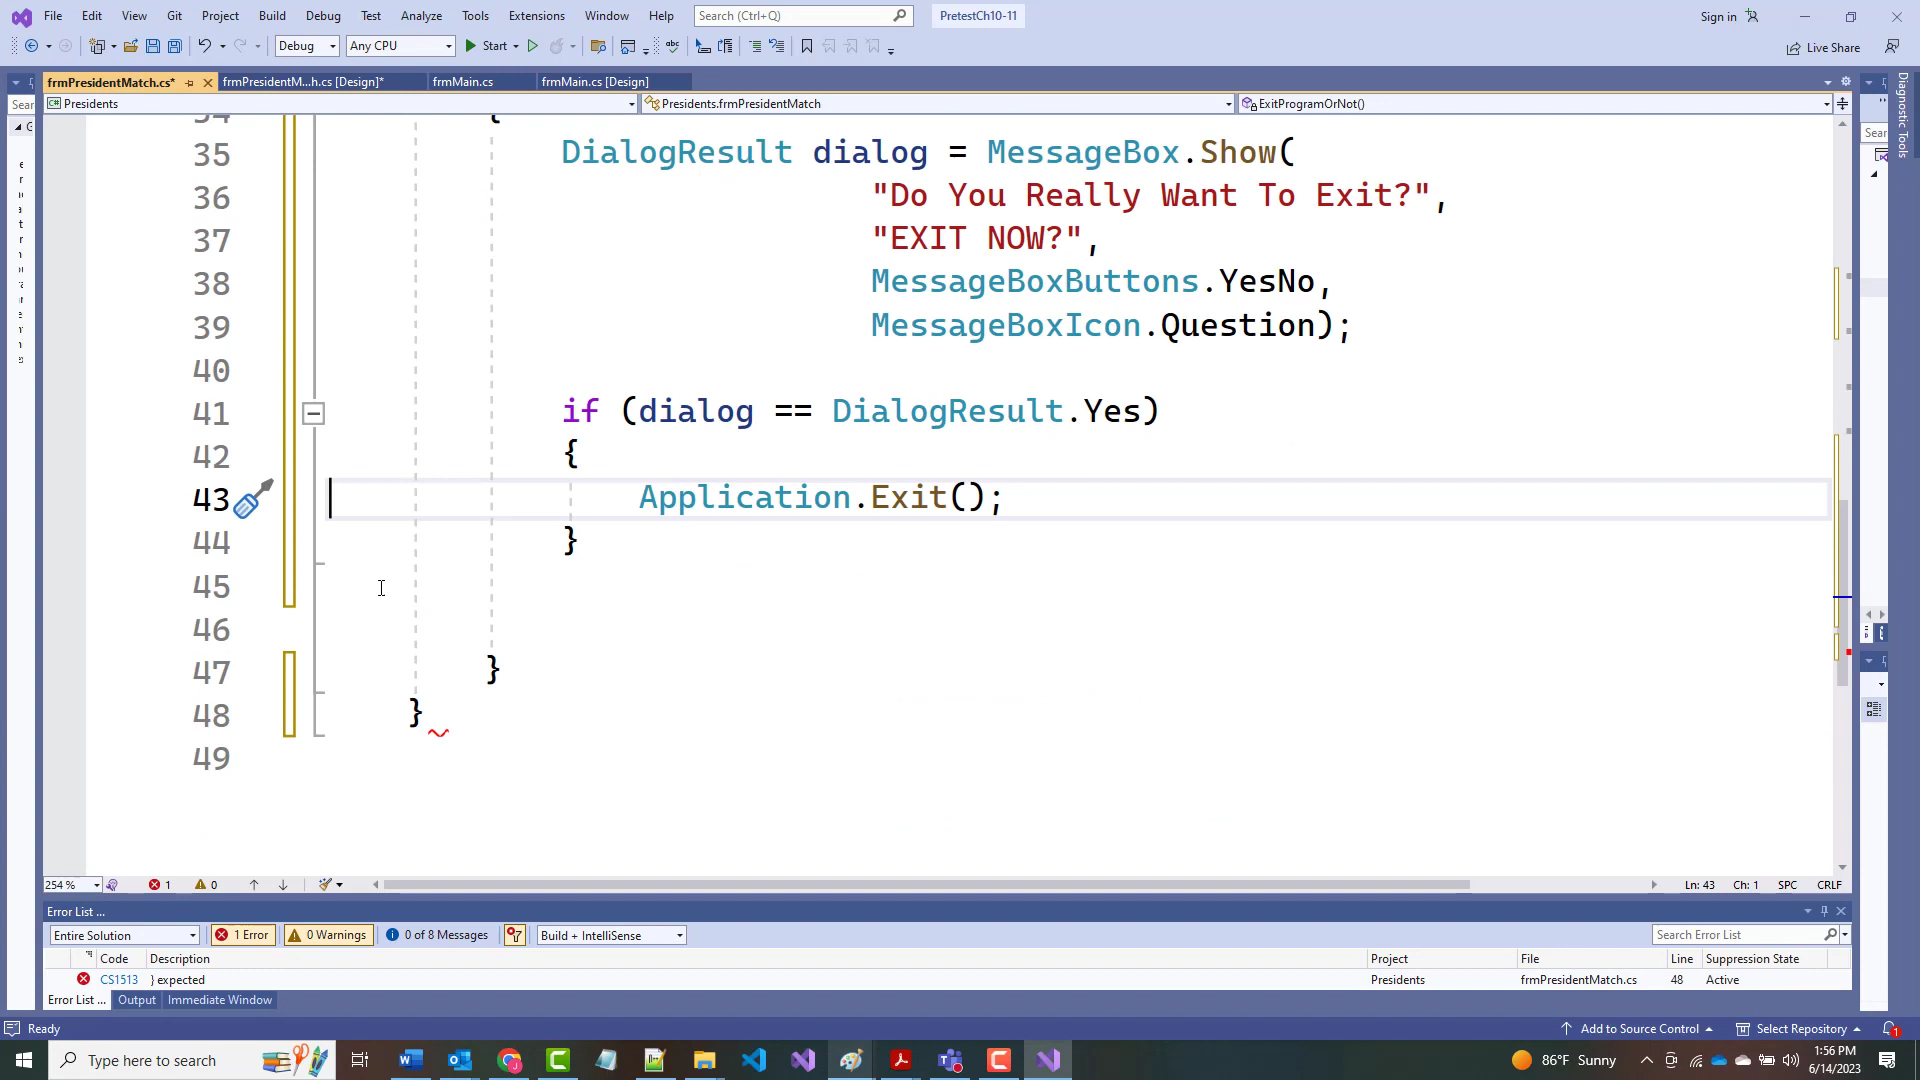 File Edit View Git Project Build Debug Test Analyze Tools Extensions Window Help Search (Ctrl+Q) PretestCh10-11 Sign in
Debug Any CPU Start Live Share
frmPresidentMatch.cs* frmPresidentM...h.cs [Design]* frmMain.cs frmMain.cs [Design]
Presidents Presidents.frmPresidentMatch ExitProgramOrNot()
Diagnostic Tools
34 {
35 DialogResult dialog = MessageBox.Show(
36 "Do You Really Want To Exit?",
37 "EXIT NOW?",
38 MessageBoxButtons.YesNo,
39 MessageBoxIcon.Question);
40
41 if (dialog == DialogResult.Yes)
42 {
43 Application.Exit();
44 }
45
46
47 }
48 }
49
254 % 1 0 Ln: 43 Ch: 1 SPC CRLF
Error List ...
Entire Solution 1 Error 0 Warnings 0 of 8 Messages Build + IntelliSense Search Error List
Code Description Project File Line Suppression State
CS1513 } expected Presidents frmPresidentMatch.cs 48 Active
Error List ... Output Immediate Window
Ready Add to Source Control Select Repository 1
Type here to search 86°F Sunny 1:56 PM
6/14/2023